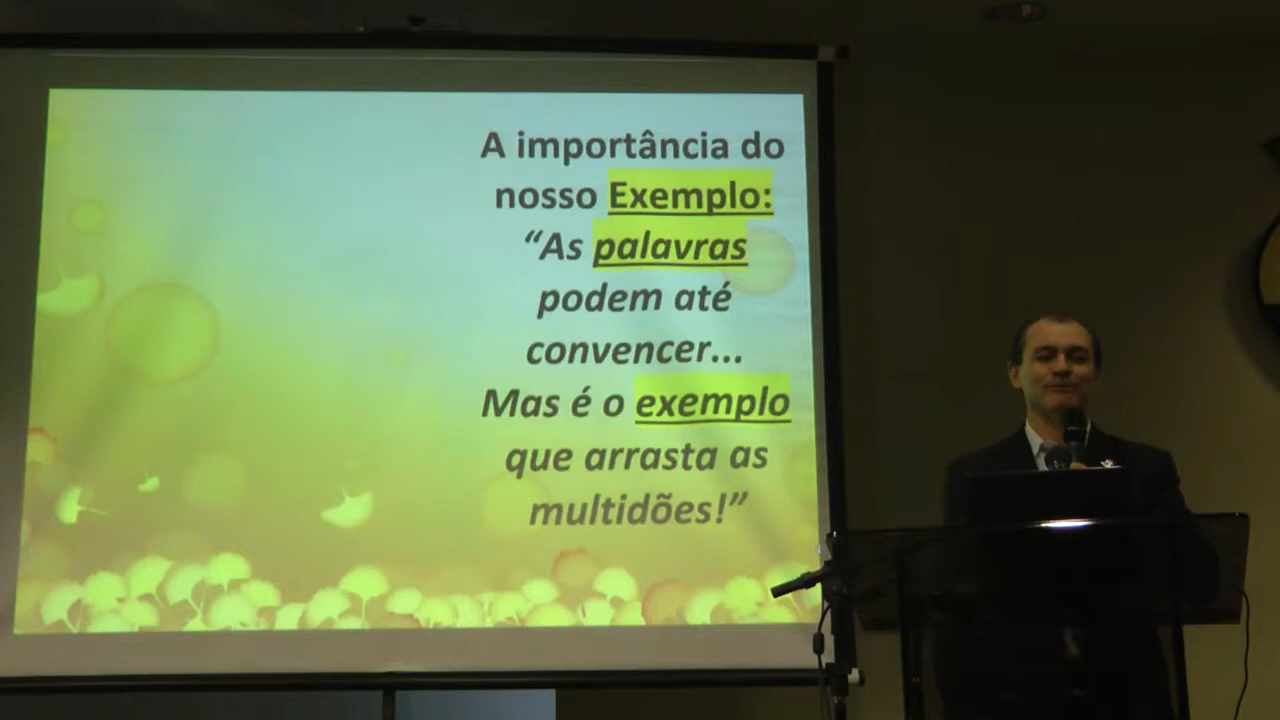 A importância do
nosso Exemplo:
“As palavras
podem até
convencer...
Mas é o exemplo
que arrasta as
multidões!”